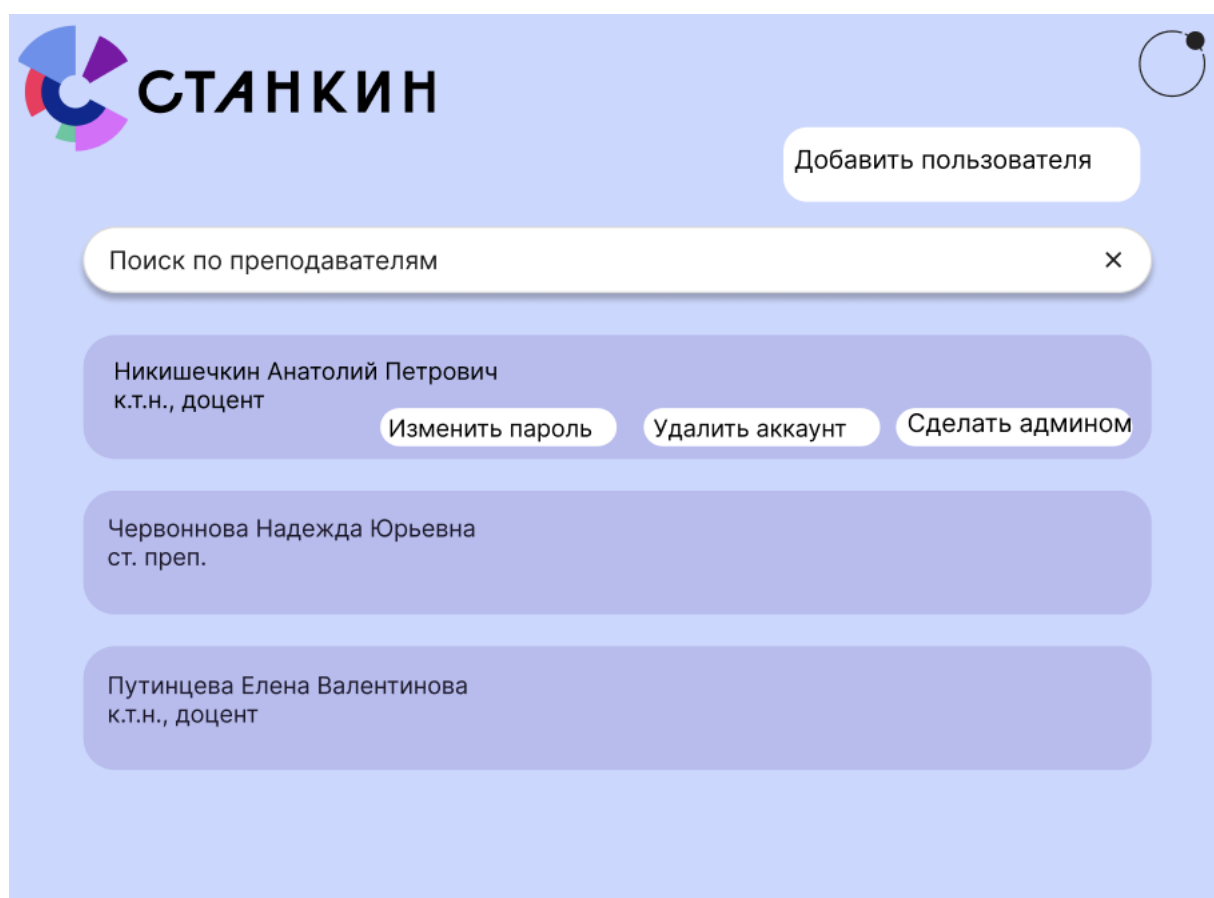 СТАНКИН
Добавить пользователя
Поиск по преподавателям
Никишечкин Анатолий Петрович
к.т.н., доцент
Изменить пароль
Удалить аккаунт
Сделать админом
Червоннова Надежда Юрьевна
ст. преп.
Путинцева Елена Валентинова
к.т.н., доцент